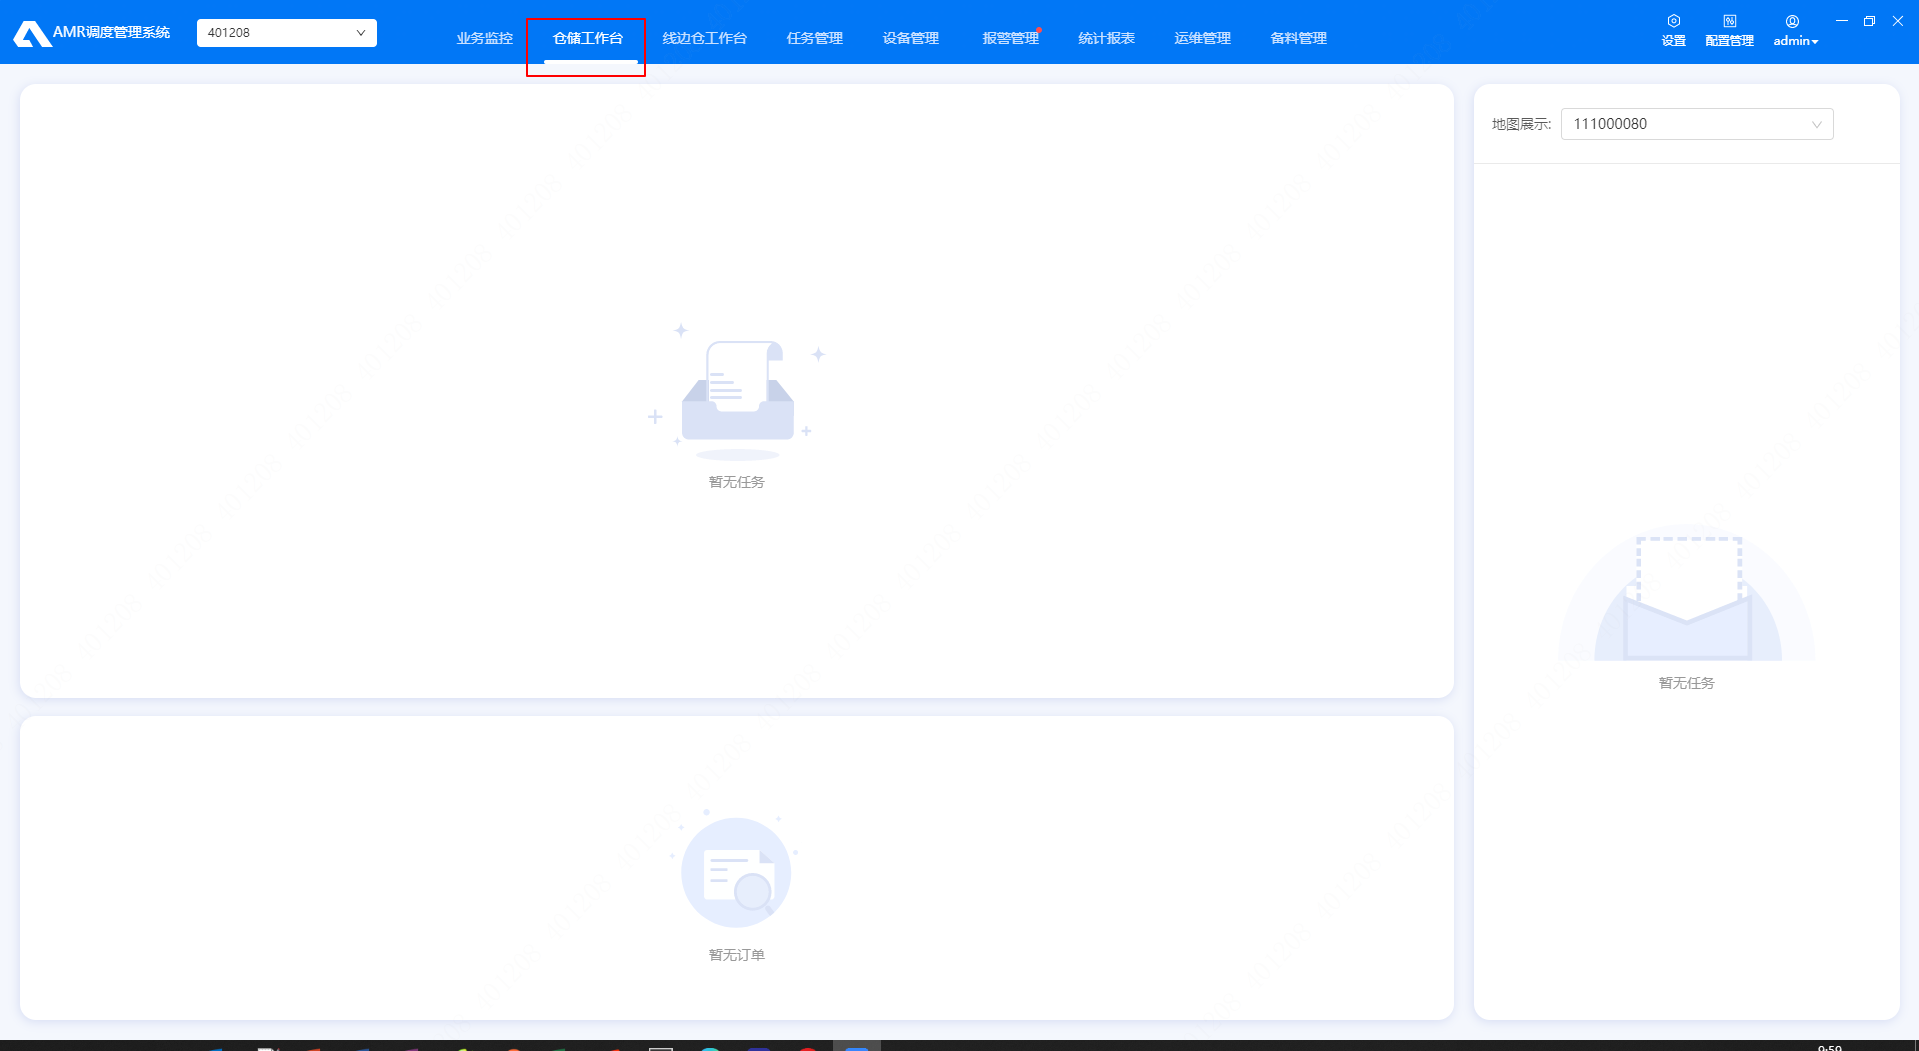 AMR调度管理系统
401208
业务监控
仓储工作台
线边仓工作台
任务管理
设备管理
报警管理
统计报表
运维管理
备料管理
设置
配置管理
admin
地图展示:
111000080
暂无任务
暂无任务
暂无订单
9:59